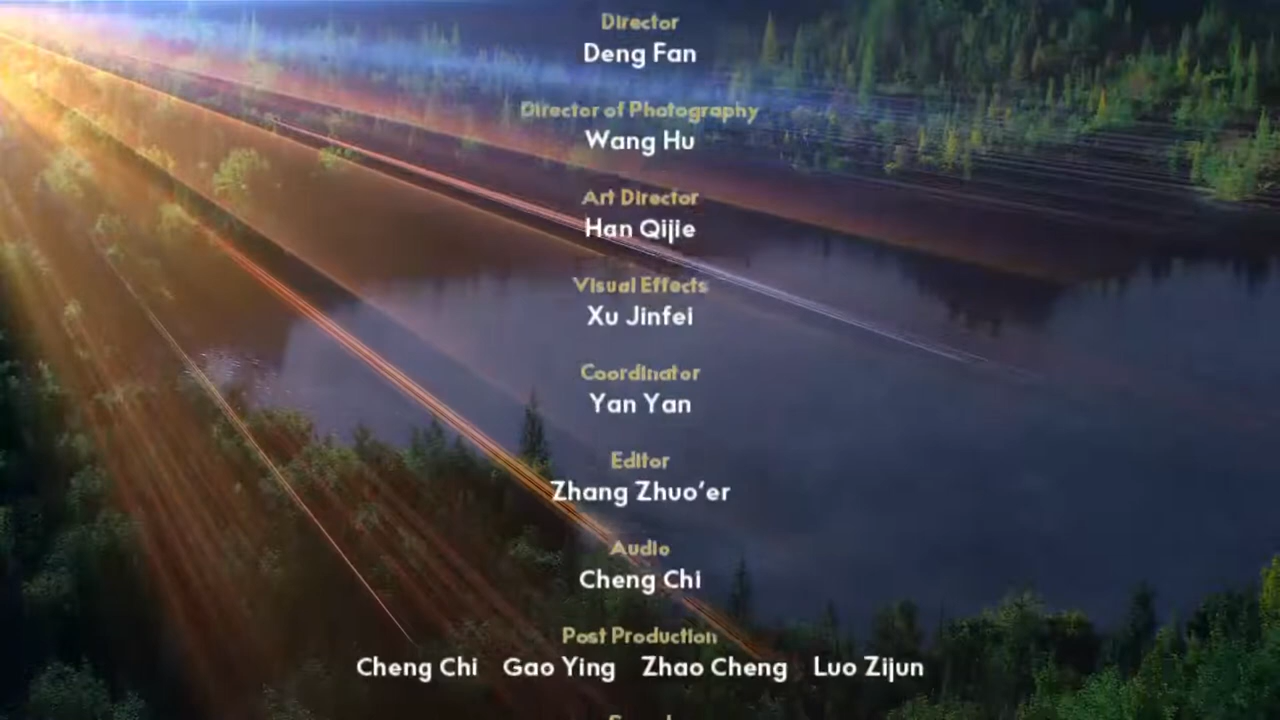 Director
Deng Fan
Director of Photography
Wang Hu
Art Director
Han Qijie
Visual Effects
Xu Jinfei
Coordinator
Yan Yan
Editor
Zhang Zhuo'er
Audio
Cheng Chi
Post Production
Cheng Chi Gao Ying Zhao Cheng Luo Zijun